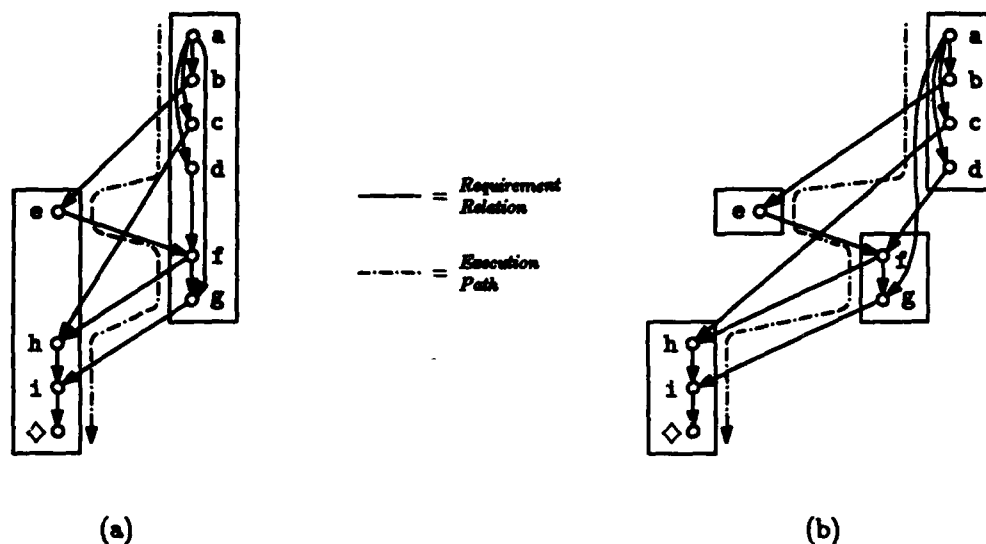 a
b
c
d
e
f
g
h
i
◇
——— = Requirement
Relation
—·—·— = Execution
Path
(a)
a
b
c
d
e
f
g
h
i
◇
(b)